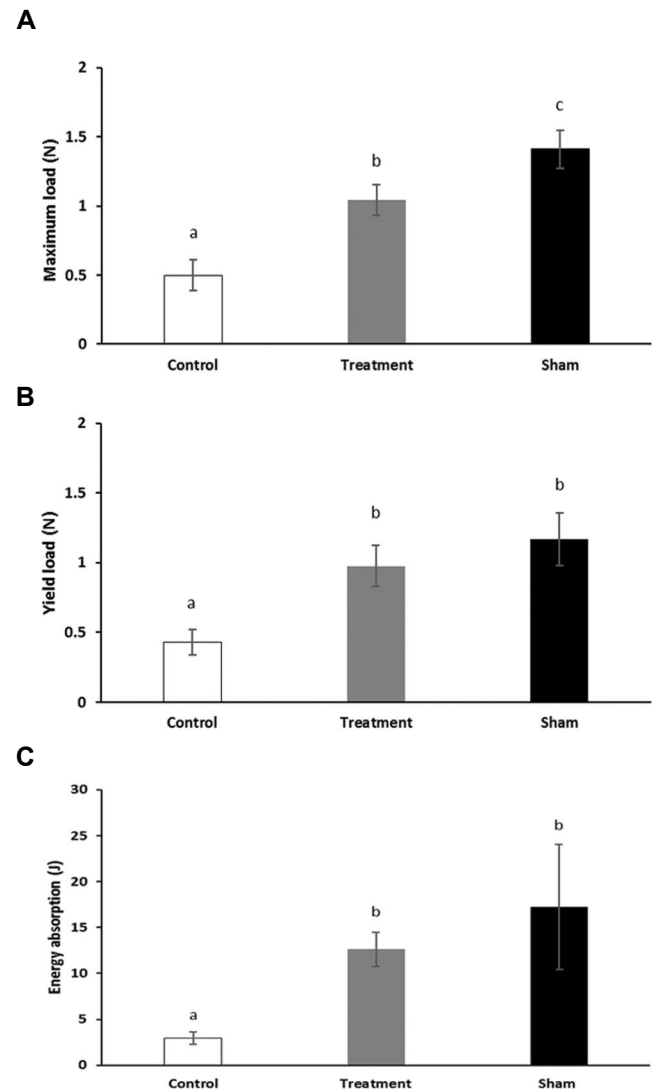 A
Maximum load (N)
2
1.5
1
0.5
0
a
b
c
Control Treatment Sham
B
Yield load (N)
2
1.5
1
0.5
0
a
b
b
Control Treatment Sham
C
Energy absorption (J)
30
25
20
15
10
5
0
a
b
b
Control Treatment Sham